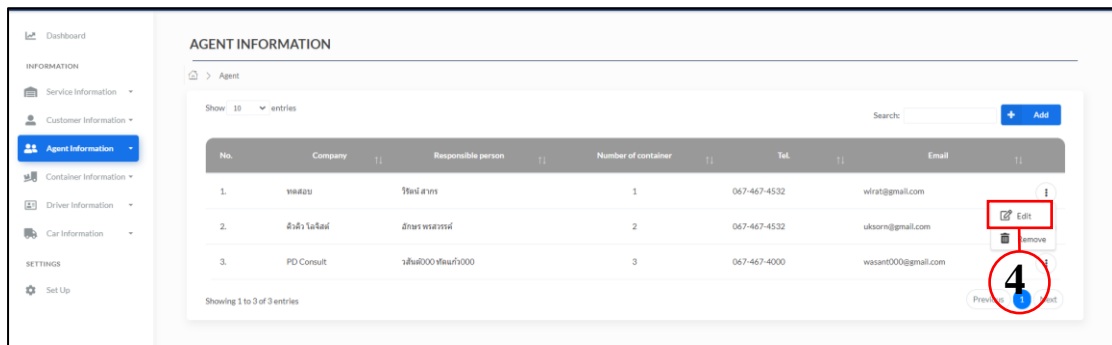 Dashboard
AGENT INFORMATION
INFORMATION
> Agent
Service Information
Show 10 entries
Search:
+ Add
Customer Information
Agent Information
No. Company Responsible person Number of container Tel. Email
Container Information
1. ทดสอบ วิรัตน์ สากร 1 067-467-4532 wirat@gmail.com
Driver Information
Edit
Car Information
2. คิวคิว โลจิสต์ อักษร พรสวรรค์ 2 067-467-4532 uksorn@gmail.com
Remove
SETTINGS
3. PD Consult วสันต์000 ทัดแก้ว000 3 067-467-4000 wasant000@gmail.com
Set Up
4
Showing 1 to 3 of 3 entries
Previous 1 Next